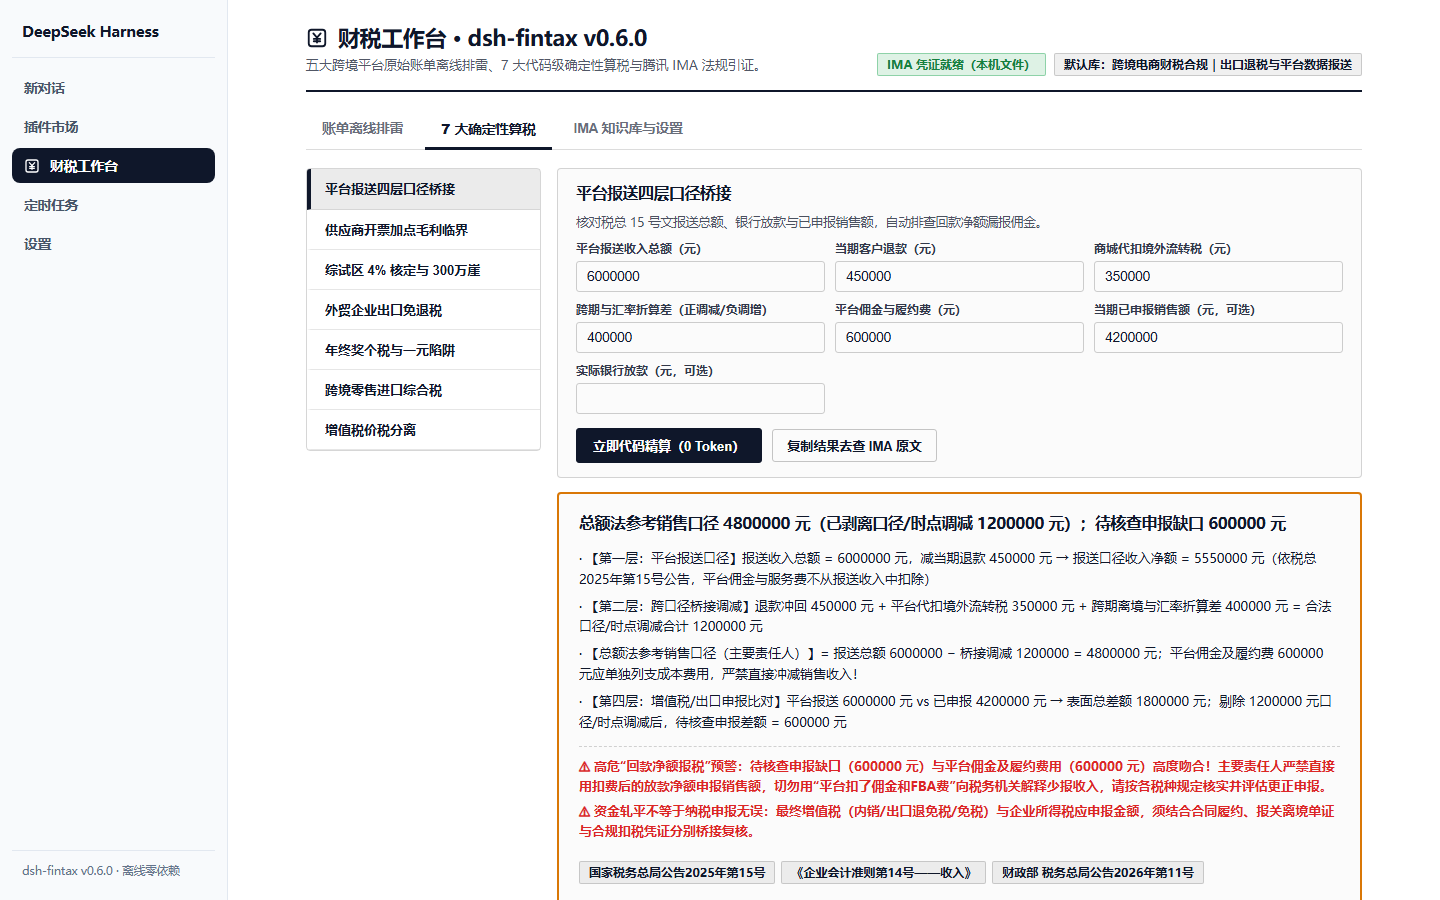 DeepSeek Harness
新对话
插件市场
财税工作台
定时任务
设置
dsh-fintax v0.6.0 · 离线零依赖
财税工作台 • dsh-fintax v0.6.0
五大跨境平台原始账单离线排雷、7 大代码级确定性算税与腾讯 IMA 法规引证。
IMA 凭证就绪（本机文件）
默认库：跨境电商财税合规 | 出口退税与平台数据报送
账单离线排雷
7 大确定性算税
IMA 知识库与设置
平台报送四层口径桥接
供应商开票加点毛利临界
综试区 4% 核定与 300万崖
外贸企业出口免退税
年终奖个税与一元陷阱
跨境零售进口综合税
增值税价税分离
平台报送四层口径桥接
核对税总 15 号文报送总额、银行放款与已申报销售额，自动排查回款净额漏报佣金。
平台报送收入总额（元）
当期客户退款（元）
商城代扣境外流转税（元）
6000000
450000
350000
跨期与汇率折算差（正调减/负调增）
平台佣金与履约费（元）
当期已申报销售额（元，可选）
400000
600000
4200000
实际银行放款（元，可选）
立即代码精算（0 Token）
复制结果去查 IMA 原文
总额法参考销售口径 4800000 元（已剥离口径/时点调减 1200000 元）；待核查申报缺口 600000 元
· 【第一层：平台报送口径】报送收入总额 = 6000000 元，减当期退款 450000 元 → 报送口径收入净额 = 5550000 元（依税总
2025年第15号公告，平台佣金与服务费不从报送收入中扣除）
· 【第二层：跨口径桥接调减】退款冲回 450000 元 + 平台代扣境外流转税 350000 元 + 跨期离境与汇率折算差 400000 元 = 合法
口径/时点调减合计 1200000 元
· 【总额法参考销售口径（主要责任人）】= 报送总额 6000000 − 桥接调减 1200000 = 4800000 元；平台佣金及履约费 600000
元应单独列支成本费用，严禁直接冲减销售收入！
· 【第四层：增值税/出口申报比对】平台报送 6000000 元 vs 已申报 4200000 元 → 表面总差额 1800000 元；剔除 1200000 元口
径/时点调减后，待核查申报差额 = 600000 元
⚠ 高危“回款净额报税”预警：待核查申报缺口（600000 元）与平台佣金及履约费用（600000 元）高度吻合！主要责任人严禁直接
用扣费后的放款净额申报销售额，切勿用“平台扣了佣金和FBA费”向税务机关解释少报收入，请按各税种规定核实并评估更正申报。
⚠ 资金轧平不等于纳税申报无误：最终增值税（内销/出口退免税/免税）与企业所得税应申报金额，须结合合同履约、报关离境单证
与合规扣税凭证分别桥接复核。
国家税务总局公告2025年第15号
《企业会计准则第14号——收入》
财政部 税务总局公告2026年第11号